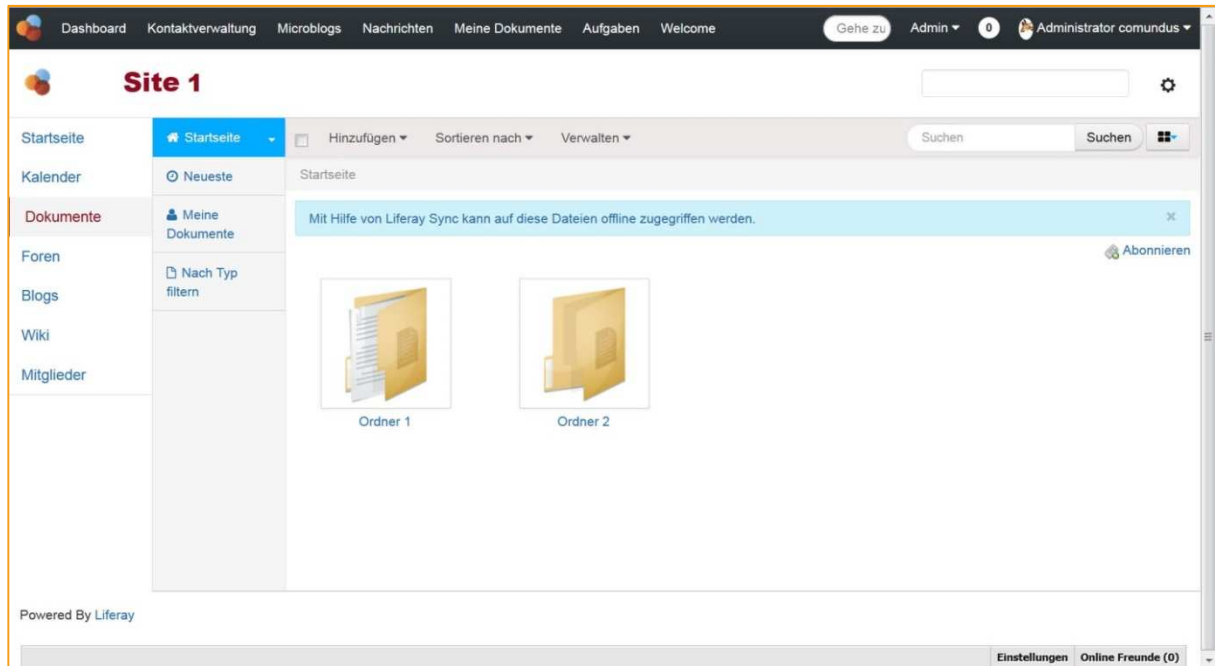 Dashboard Kontaktverwaltung Microblogs Nachrichten Meine Dokumente Aufgaben Welcome Gehe zu Admin 0 Administrator comundus
Site 1
Startseite
Kalender
Dokumente
Foren
Blogs
Wiki
Mitglieder
Startseite
Neueste
Meine
Dokumente
Nach Typ
filtern
Hinzufügen Sortieren nach Verwalten Suchen Suchen
Startseite
Mit Hilfe von Liferay Sync kann auf diese Dateien offline zugegriffen werden.
Abonnieren
Ordner 1 Ordner 2
Powered By Liferay
Einstellungen Online Freunde (0)